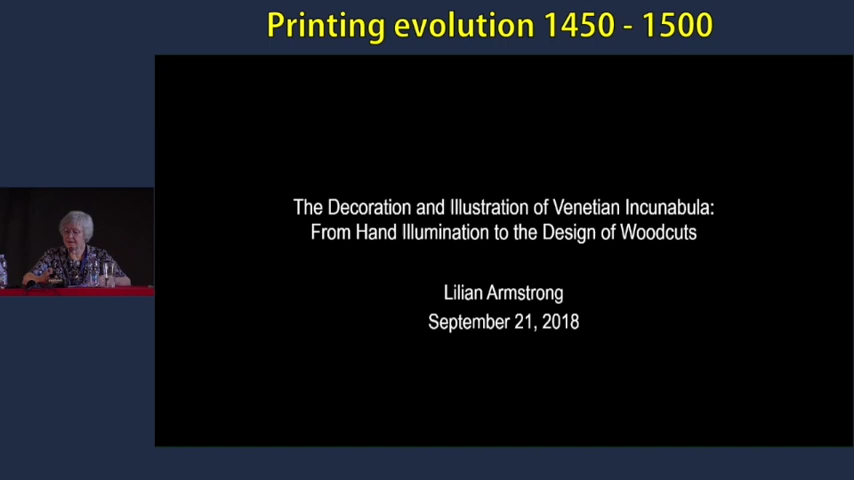 Printing evolution 1450 - 1500
The Decoration and Illustration of Venetian Incunabula:
From Hand Illumination to the Design of Woodcuts
Lilian Armstrong
September 21, 2018